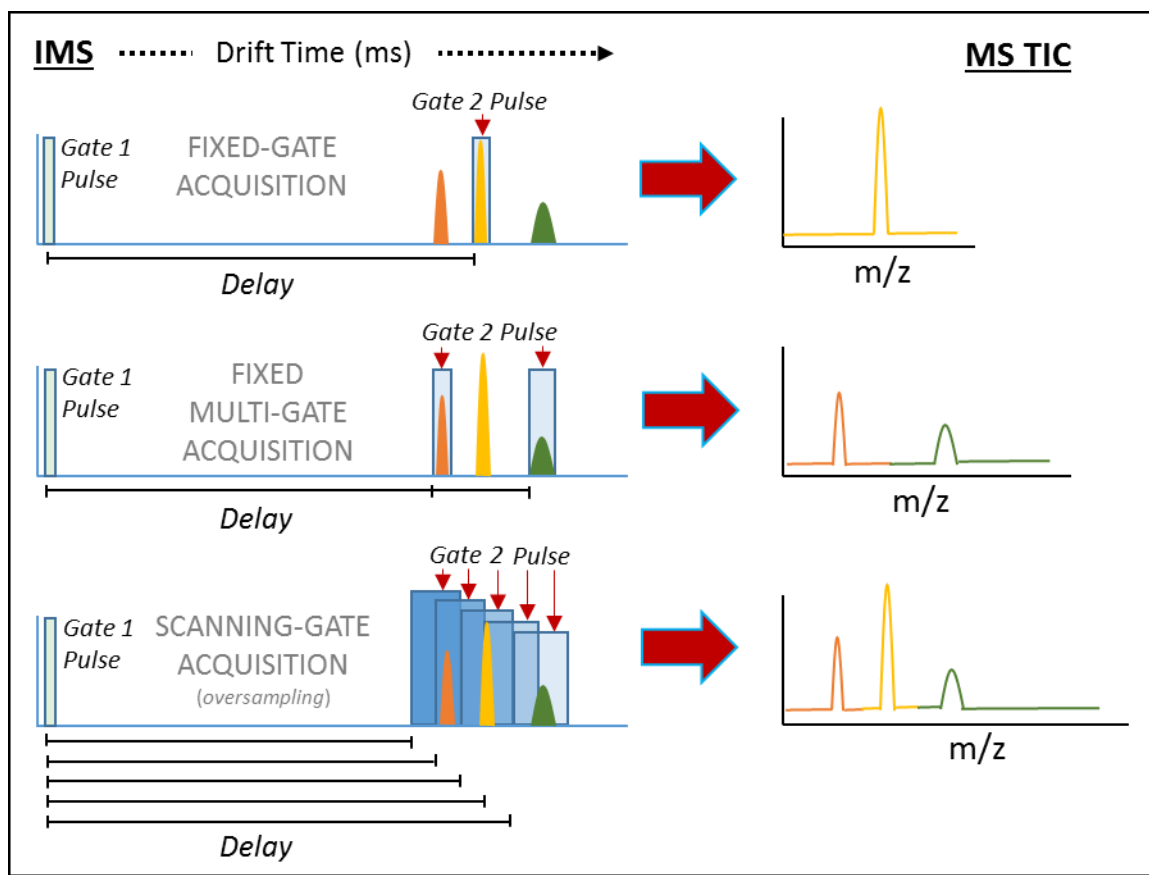 IMS Drift Time (ms) MS TIC
Gate 2 Pulse
Gate 1
Pulse
FIXED-GATE
ACQUISITION
Delay
m/z
Gate 2 Pulse
Gate 1
Pulse
FIXED
MULTI-GATE
ACQUISITION
Delay
m/z
Gate 2 Pulse
Gate 1
Pulse
SCANNING-GATE
ACQUISITION
(oversampling)
m/z
Delay